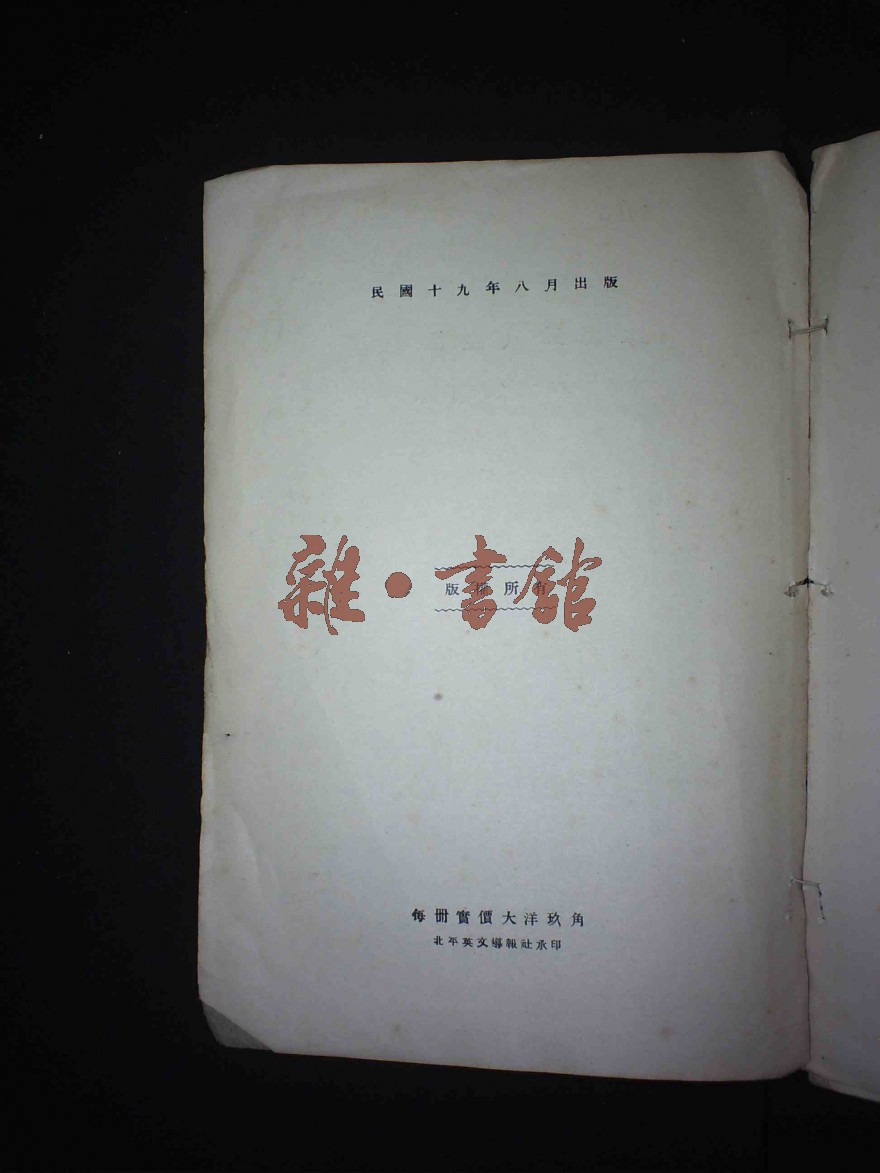 民國十九年八月出版
雜·書館
版權所有
每冊實價大洋玖角
北平英文導報社承印